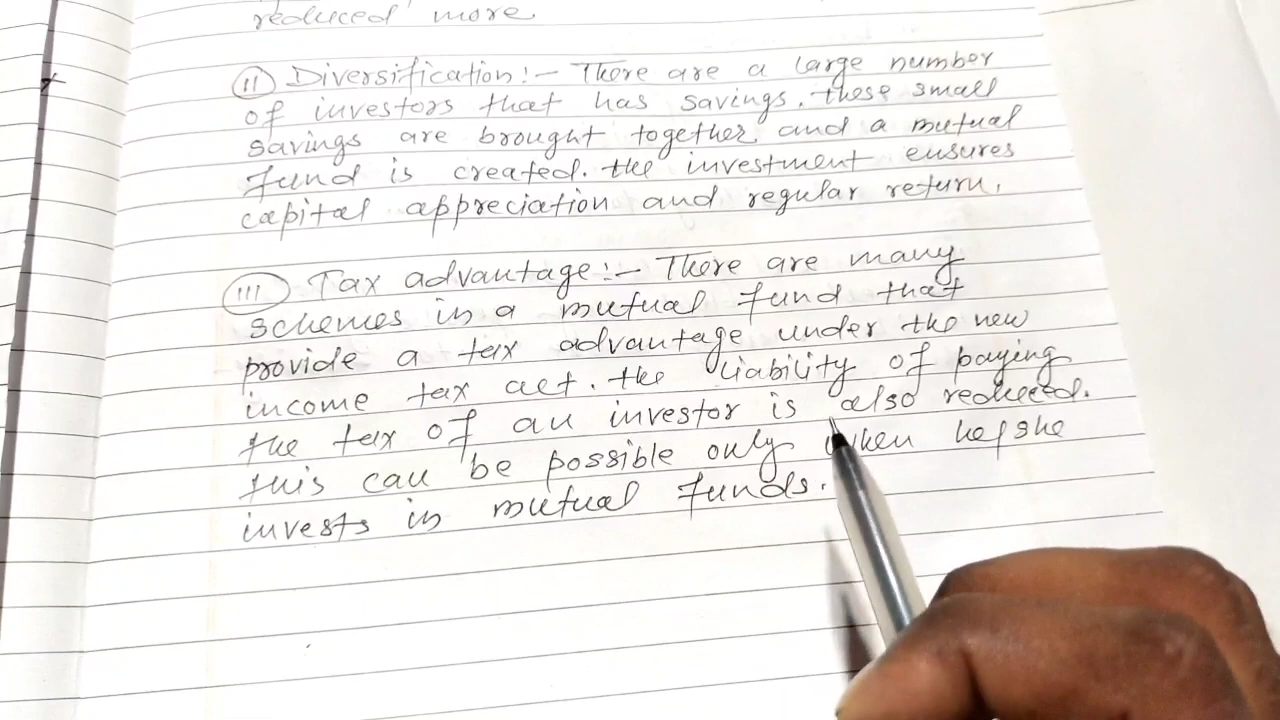 reduced more
(II) Diversification:- There are a large number
of investors that has savings. these small
savings are brought together and a mutual
fund is created. the investment ensures
capital appreciation and regular return.
(III) Tax advantage:- There are many
schemes in a mutual fund that
provide a tax advantage under the new
income tax act. the liability of paying
the tax of an investor is also reduced.
this can be possible only when he/she
invests in mutual funds.